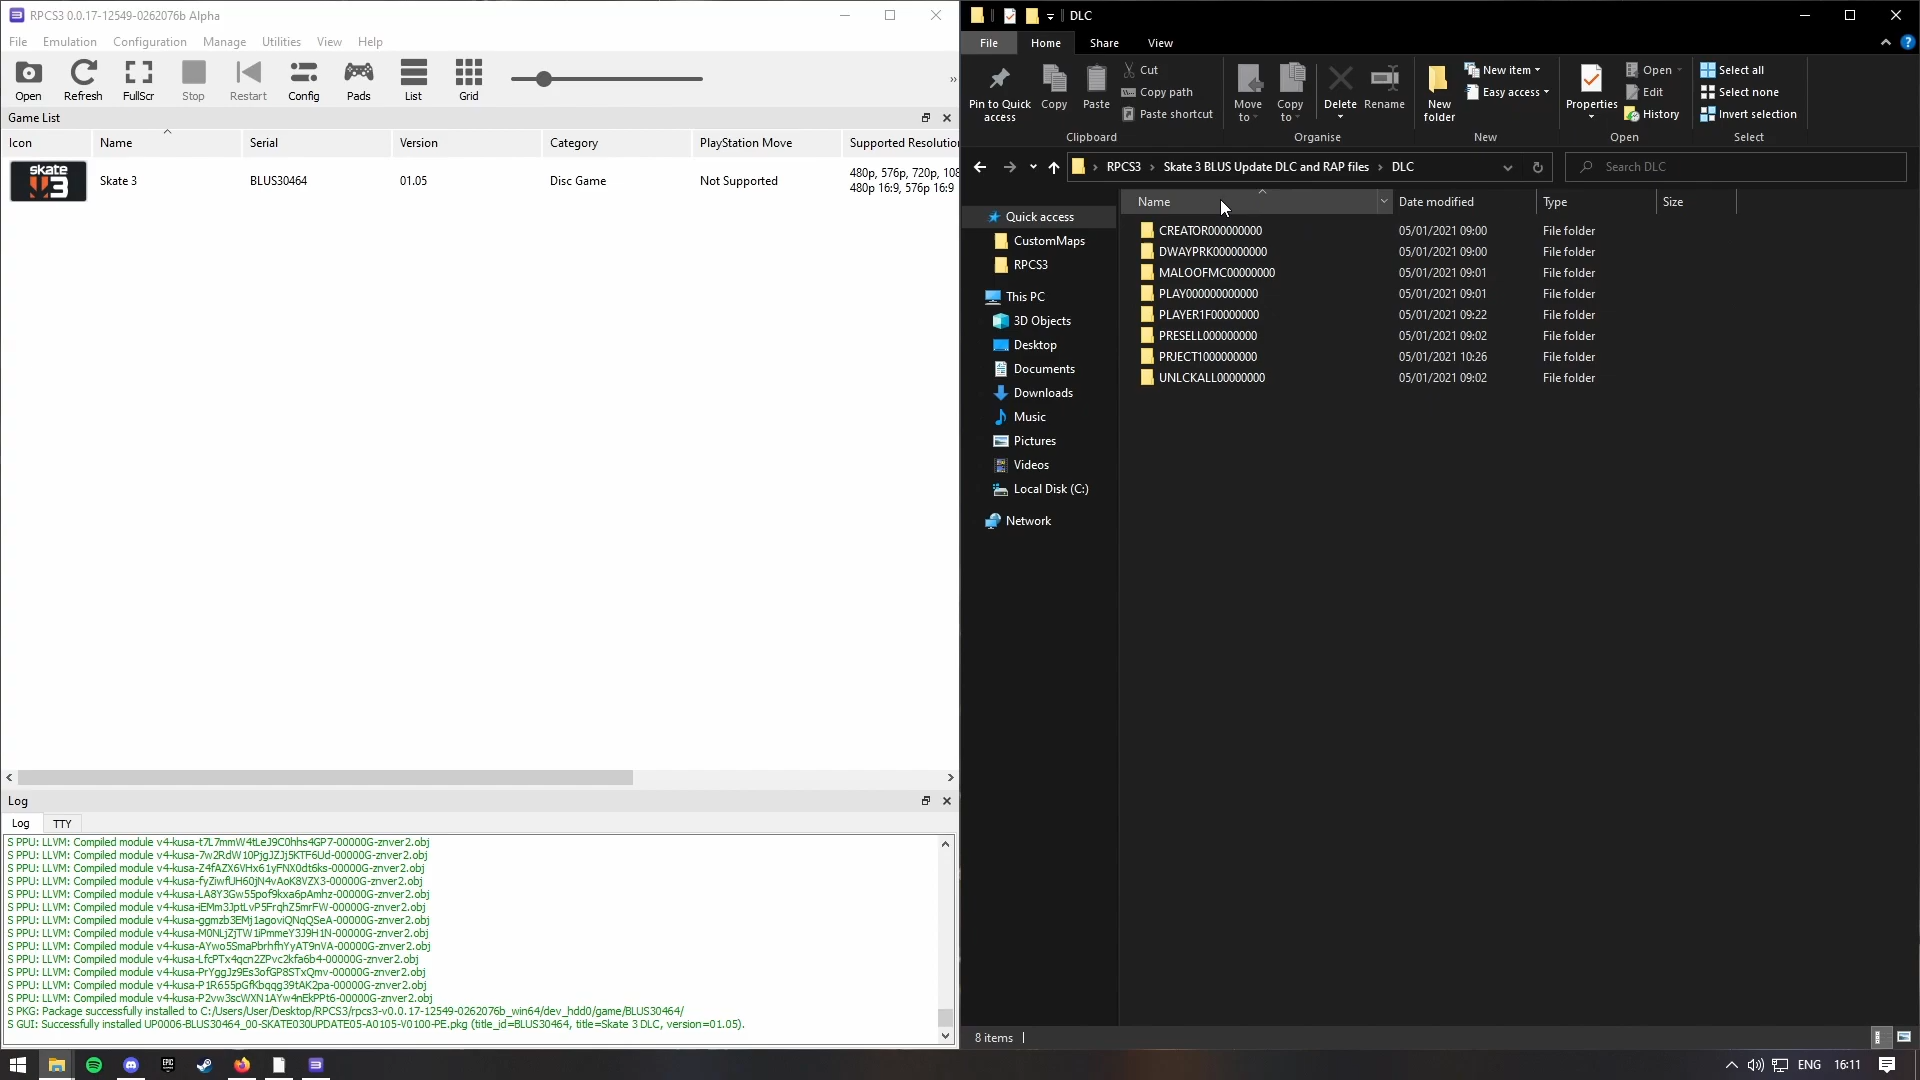 RPCS3 0.0.17-12549-0262076b Alpha
File Emulation Configuration Manage Utilities View Help
Open Refresh FullScr Stop Restart Config Pads List Grid
»
Game List
Icon Name Serial Version Category PlayStation Move Supported Resolutio
skate 3
Skate 3 BLUS30464 01.05 Disc Game Not Supported
480p, 576p, 720p, 108
480p 16:9, 576p 16:9
Log
Log TTY
S PPU: LLVM: Compiled module v4-kusa-t7L7mmW4tLeJ9C0hhs4GP7-00000G-znver2.obj
S PPU: LLVM: Compiled module v4-kusa-7w2RdW10PjgJZJj5KTF6Ud-00000G-znver2.obj
S PPU: LLVM: Compiled module v4-kusa-Z4fAZX6VHx61yFNX0dt6ks-00000G-znver2.obj
S PPU: LLVM: Compiled module v4-kusa-fyZiwfUH60jN4vAoK8VZX3-00000G-znver2.obj
S PPU: LLVM: Compiled module v4-kusa-LA8Y3Gw55pof9kxa6pAmhz-00000G-znver2.obj
S PPU: LLVM: Compiled module v4-kusa-iEMm3JptLvP5FrqhZ5mrFW-00000G-znver2.obj
S PPU: LLVM: Compiled module v4-kusa-ggmzb3EMj1agoviQNqQSeA-00000G-znver2.obj
S PPU: LLVM: Compiled module v4-kusa-M0NLjZjTW1iPmmeY3J9H1N-00000G-znver2.obj
S PPU: LLVM: Compiled module v4-kusa-AYwo5SmaPbrhfhYyAT9nVA-00000G-znver2.obj
S PPU: LLVM: Compiled module v4-kusa-LfcPTx4qcn2ZPvc2kfa6b4-00000G-znver2.obj
S PPU: LLVM: Compiled module v4-kusa-PrYggJz9Es3ofGP8STxQmv-00000G-znver2.obj
S PPU: LLVM: Compiled module v4-kusa-P1R655pGfKbqqg39tAK2pa-00000G-znver2.obj
S PPU: LLVM: Compiled module v4-kusa-P2vw3scWXN1AYw4nEkPPt6-00000G-znver2.obj
S PKG: Package successfully installed to C:/Users/User/Desktop/RPCS3/rpcs3-v0.0.17-12549-0262076b_win64/dev_hdd0/game/BLUS30464/
S GUI: Successfully installed UP0006-BLUS30464_00-SKATE030UPDATE05-A0105-V0100-PE.pkg (title_id=BLUS30464, title=Skate 3 DLC, version=01.05).
DLC
File Home Share View
Pin to Quick access
Copy
Paste
Cut
Copy path
Paste shortcut
Clipboard
Move to
Copy to
Delete
Rename
Organise
New folder
New item
Easy access
New
Properties
Open
Edit
History
Open
Select all
Select none
Invert selection
Select
RPCS3 › Skate 3 BLUS Update DLC and RAP files › DLC
Search DLC
Name Date modified Type Size
Quick access
CustomMaps
RPCS3
This PC
3D Objects
Desktop
Documents
Downloads
Music
Pictures
Videos
Local Disk (C:)
Network
CREATOR000000000 05/01/2021 09:00 File folder
DWAYPRK000000000 05/01/2021 09:00 File folder
MALOOFMC00000000 05/01/2021 09:01 File folder
PLAY000000000000 05/01/2021 09:01 File folder
PLAYER1F00000000 05/01/2021 09:22 File folder
PRESELL000000000 05/01/2021 09:02 File folder
PRJECT1000000000 05/01/2021 10:26 File folder
UNLCKALL00000000 05/01/2021 09:02 File folder
8 items
EPIC
ENG 16:11